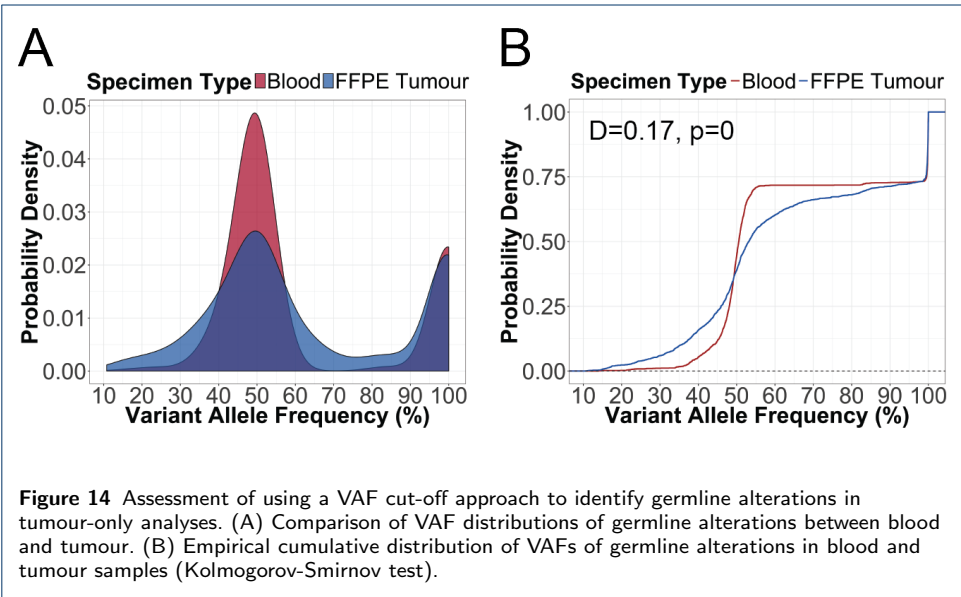 A
Specimen Type Blood FFPE Tumour
Probability Density
0.05
0.04
0.03
0.02
0.01
0.00
10 20 30 40 50 60 70 80 90 100
Variant Allele Frequency (%)
B
Specimen Type Blood FFPE Tumour
Probability Density
D=0.17, p=0
1.00
0.75
0.50
0.25
0.00
10 20 30 40 50 60 70 80 90 100
Variant Allele Frequency (%)
Figure 14 Assessment of using a VAF cut-off approach to identify germline alterations in
tumour-only analyses. (A) Comparison of VAF distributions of germline alterations between blood
and tumour. (B) Empirical cumulative distribution of VAFs of germline alterations in blood and
tumour samples (Kolmogorov-Smirnov test).